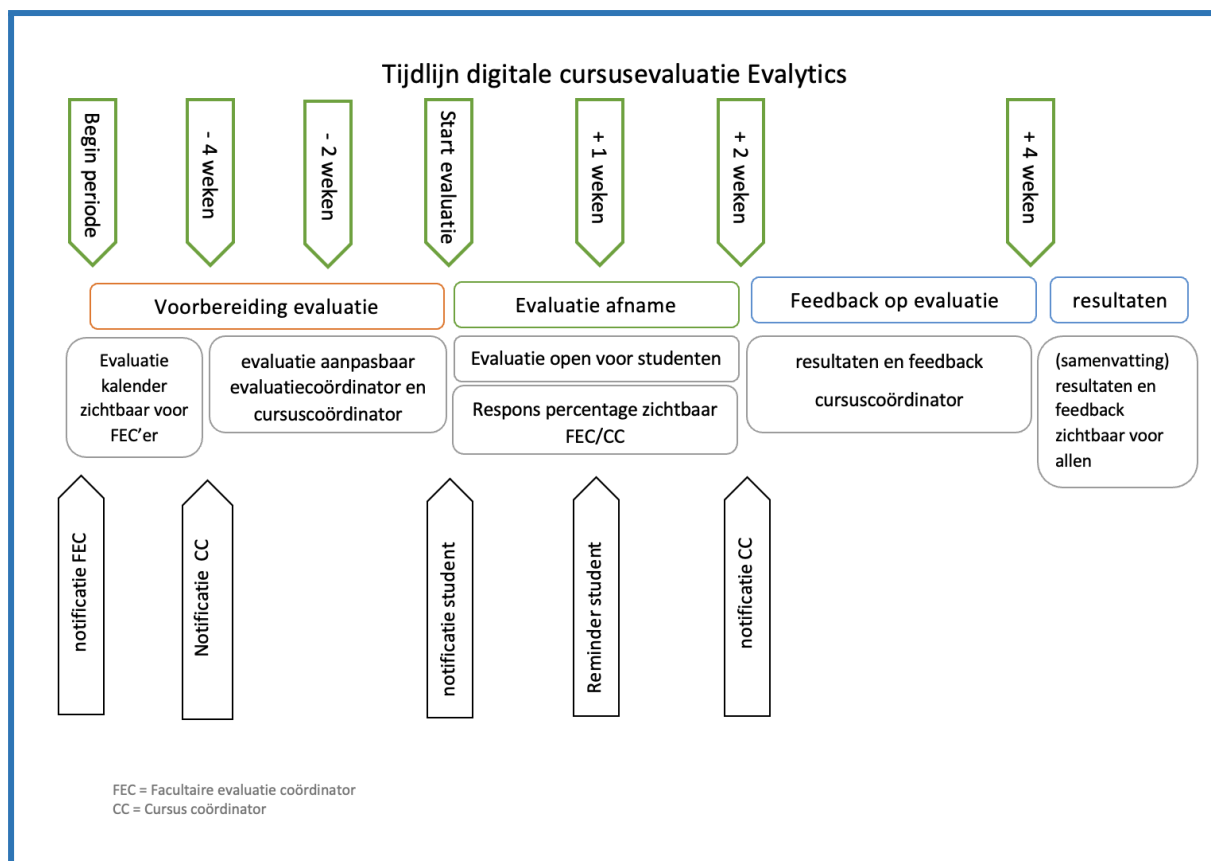 Tijdlijn digitale cursusevaluatie Evalytics
Begin periode
- 4 weken
- 2 weken
Start evaluatie
+ 1 weken
+ 2 weken
+ 4 weken
Voorbereiding evaluatie
Evaluatie afname
Feedback op evaluatie
resultaten
Evaluatie
kalender
zichtbaar voor
FEC'er
evaluatie aanpasbaar
evaluatiecoördinator en
cursuscoördinator
Evaluatie open voor studenten
Respons percentage zichtbaar
FEC/CC
resultaten en feedback
cursuscoördinator
(samenvatting)
resultaten en
feedback
zichtbaar voor
allen
notificatie FEC
Notificatie CC
notificatie student
Reminder student
notificatie CC
FEC = Facultaire evaluatie coördinator
CC = Cursus coördinator